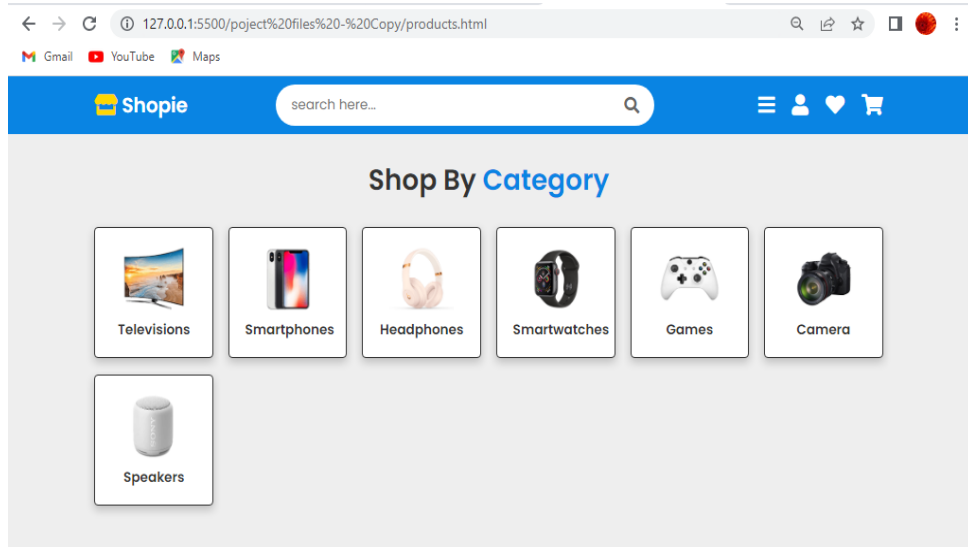 127.0.0.1:5500/poject%20files%20-%20Copy/products.html
Gmail YouTube Maps
Shopie search here...
Shop By Category
Televisions Smartphones Headphones Smartwatches Games Camera
SONY
Speakers